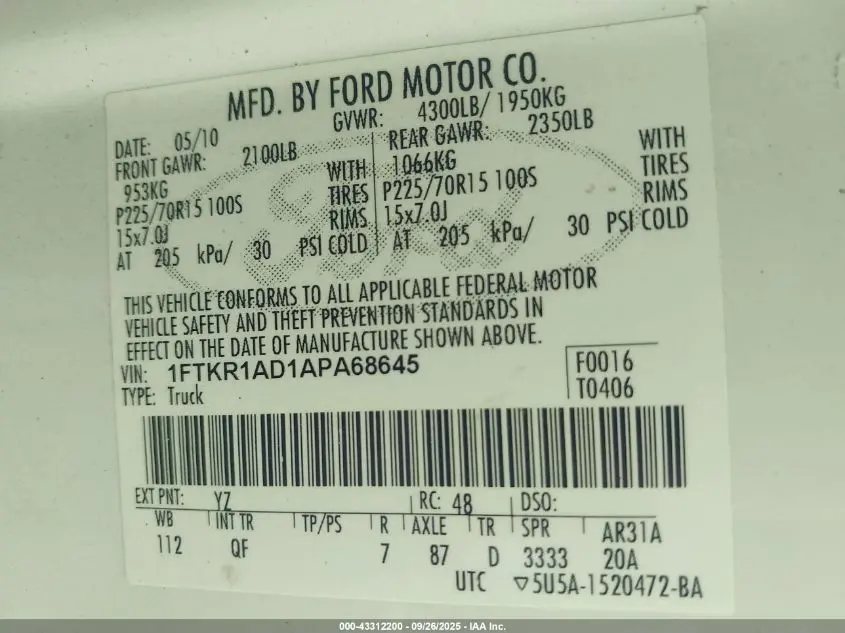 MFD. BY FORD MOTOR CO.
DATE: 05/10 GVWR: 4300LB/ 1950KG
FRONT GAWR: 2100LB REAR GAWR: 2350LB
953KG WITH 1066KG WITH
P225/70R15 100S TIRES P225/70R15 100S TIRES
15x7.0J RIMS 15x7.0J RIMS
AT 205 kPa/ 30 PSI COLD AT 205 kPa/ 30 PSI COLD
THIS VEHICLE CONFORMS TO ALL APPLICABLE FEDERAL MOTOR
VEHICLE SAFETY AND THEFT PREVENTION STANDARDS IN
EFFECT ON THE DATE OF MANUFACTURE SHOWN ABOVE.
VIN: 1FTKR1AD1APA68645 F0016
TYPE: Truck T0406
EXT PNT: YZ RC: 48 DSO:
WB INT TR TP/PS R AXLE TR SPR AR31A
112 QF 7 87 D 3333 20A
UTC ▽5U5A-1520472-BA
Ford
000-43312200 - 09/26/2025 - IAA Inc.